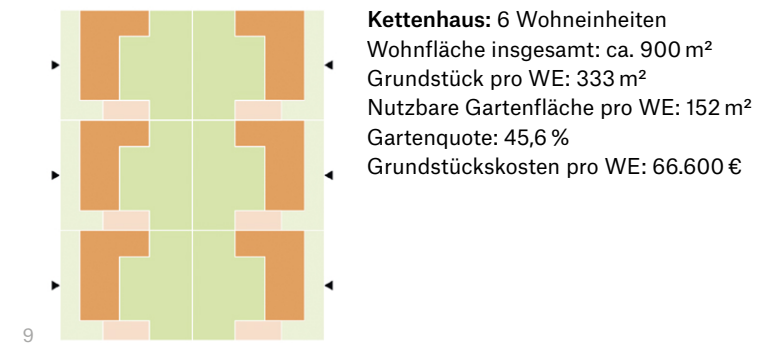 Kettenhaus: 6 Wohneinheiten
Wohnfläche insgesamt: ca. 900 m²
Grundstück pro WE: 333 m²
Nutzbare Gartenfläche pro WE: 152 m²
Gartenquote: 45,6 %
Grundstückskosten pro WE: 66.600 €
9